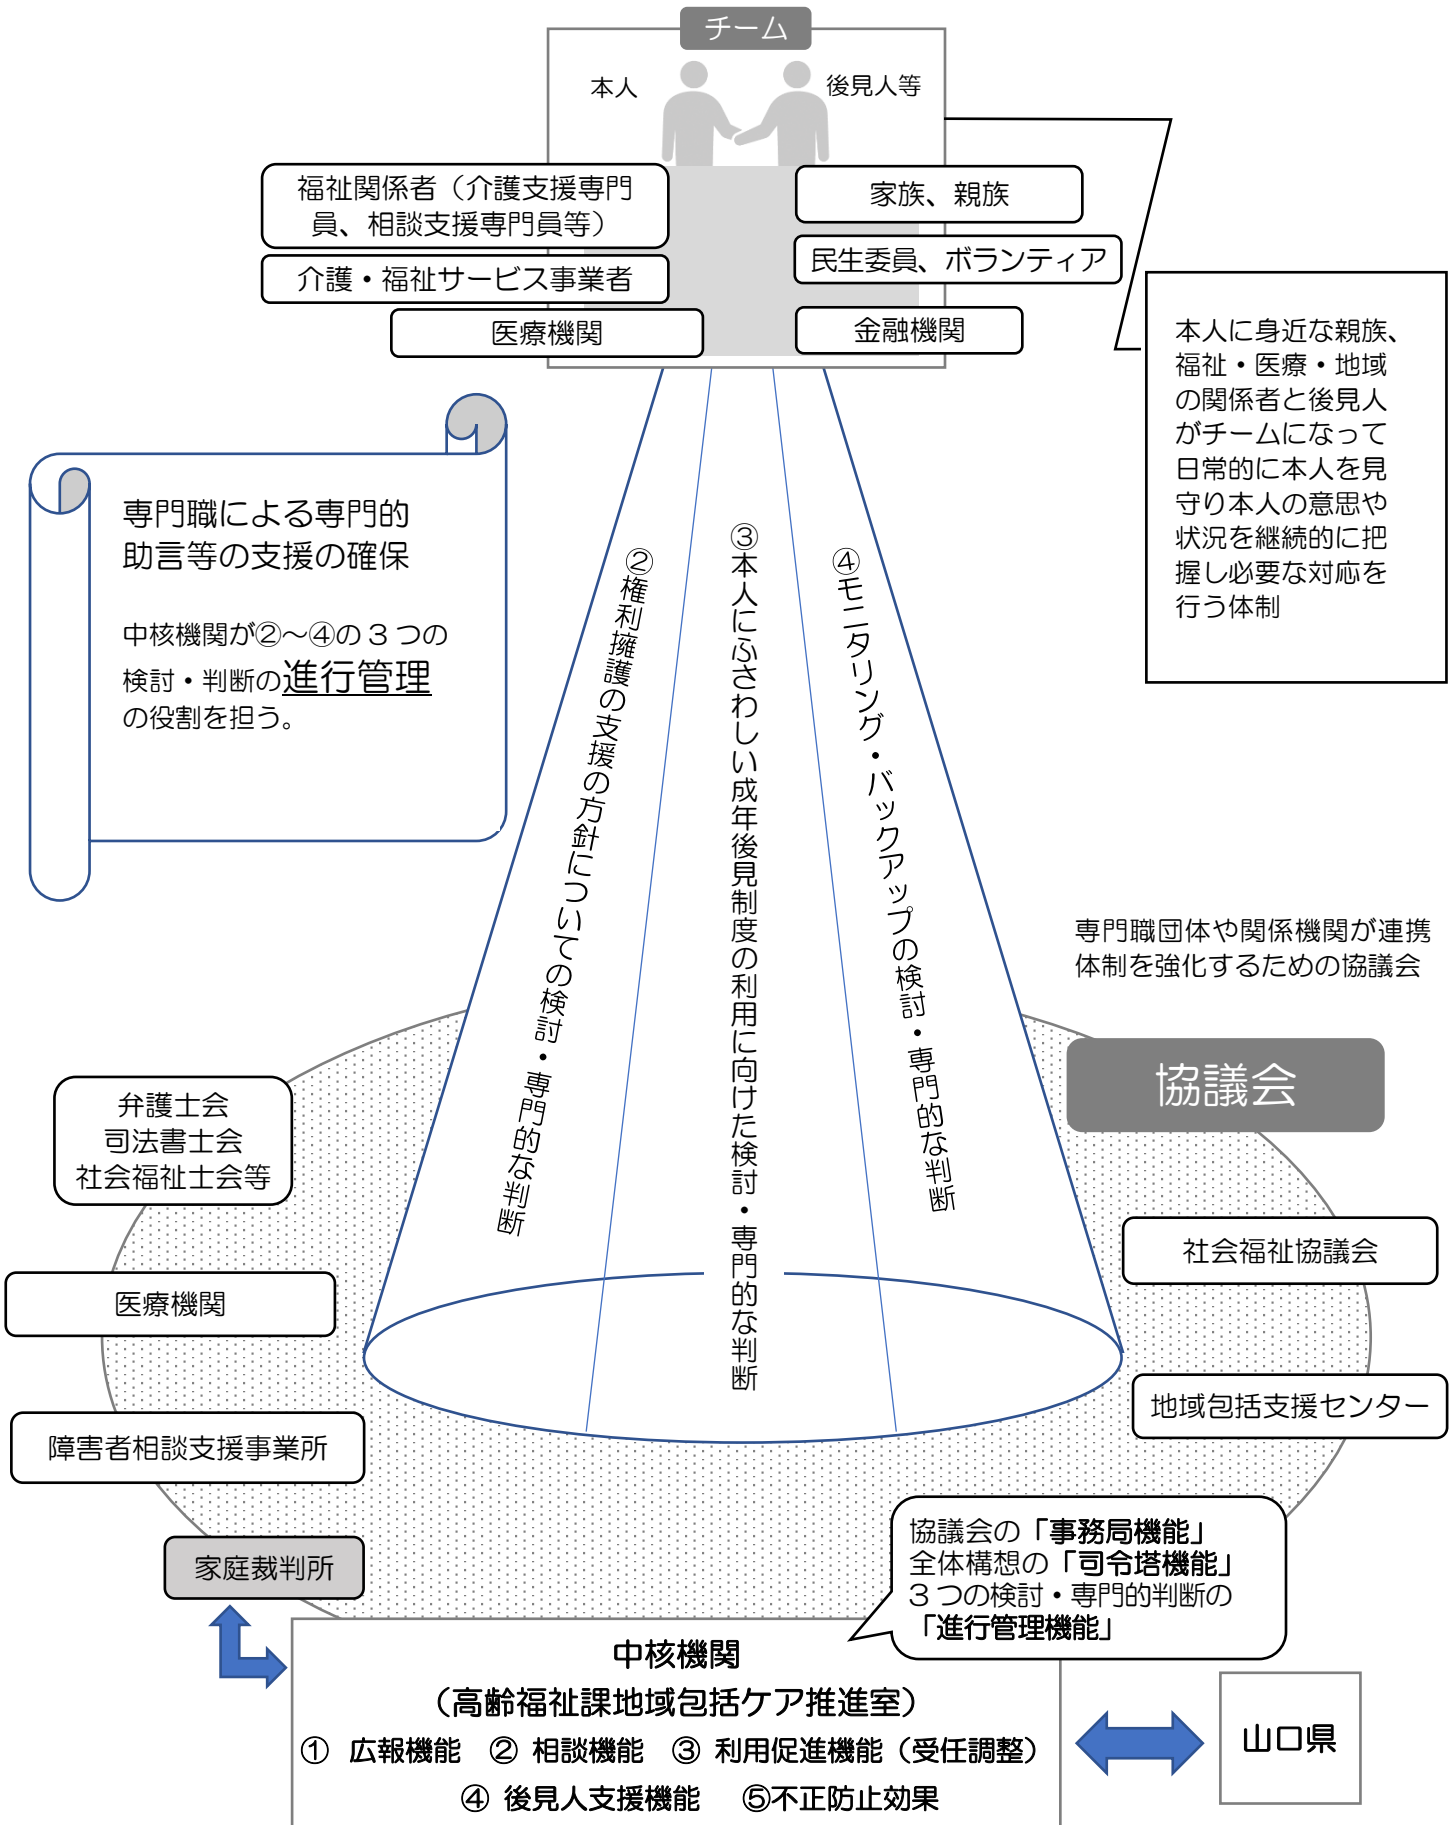 チーム
本人
後見人等
福祉関係者（介護支援専門
員、相談支援専門員等）
家族、親族
介護・福祉サービス事業者
民生委員、ボランティア
医療機関
金融機関
本人に身近な親族、
福祉・医療・地域
の関係者と後見人
がチームになって
日常的に本人を見
守り本人の意思や
状況を継続的に把
握し必要な対応を
行う体制
専門職による専門的
助言等の支援の確保
中核機関が②～④の３つの
検討・判断の進行管理
の役割を担う。
②権利擁護の支援の方針についての検討・専門的な判断
③本人にふさわしい成年後見制度の利用に向けた検討・専門的な判断
④モニタリング・バックアップの検討・専門的な判断
専門職団体や関係機関が連携
体制を強化するための協議会
協議会
弁護士会
司法書士会
社会福祉士会等
医療機関
障害者相談支援事業所
家庭裁判所
社会福祉協議会
地域包括支援センター
協議会の「事務局機能」
全体構想の「司令塔機能」
３つの検討・専門的判断の
「進行管理機能」
中核機関
（高齢福祉課地域包括ケア推進室）
① 広報機能 ② 相談機能 ③ 利用促進機能（受任調整）
④ 後見人支援機能 ⑤不正防止効果
山口県